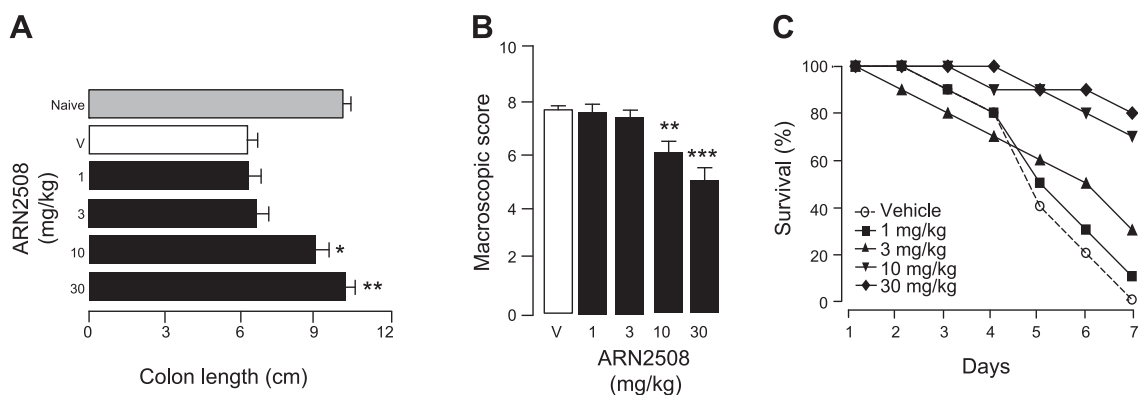 A
Naive
V
1
3
10
30
ARN2508
(mg/kg)
*
**
0 3 6 9 12
Colon length (cm)
B
10
8
6
4
2
0
Macroscopic score
**
***
V 1 3 10 30
ARN2508
(mg/kg)
C
100
80
60
40
20
0
Survival (%)
Vehicle
1 mg/kg
3 mg/kg
10 mg/kg
30 mg/kg
1 2 3 4 5 6 7
Days